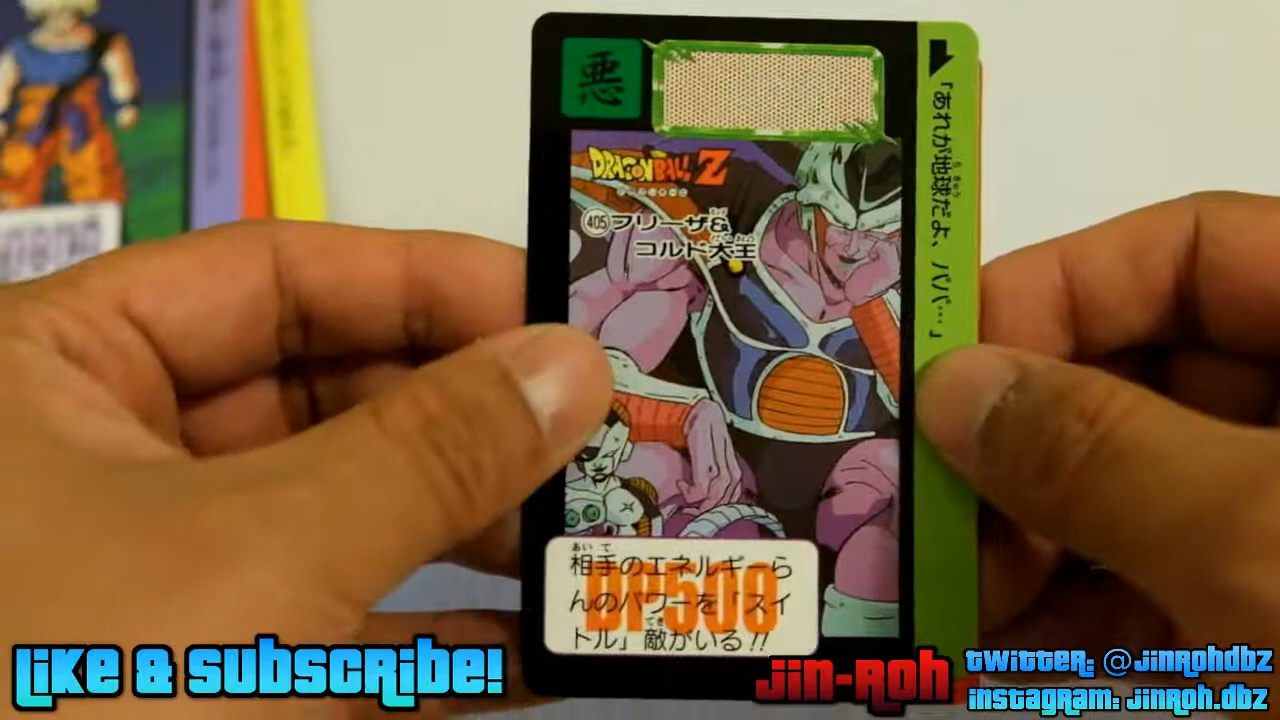 悪
DRAGON BALL Z
405 フリーザ&
コルド大王
「あれが地球だよ、パパ…」
相手のエネルギーら
んのパワーを「スイ
トル」敵がいる!!
BP500
Like & Subscribe!
Jin-Roh
Twitter: @Jinrohdbz
Instagram: Jinroh.dbz